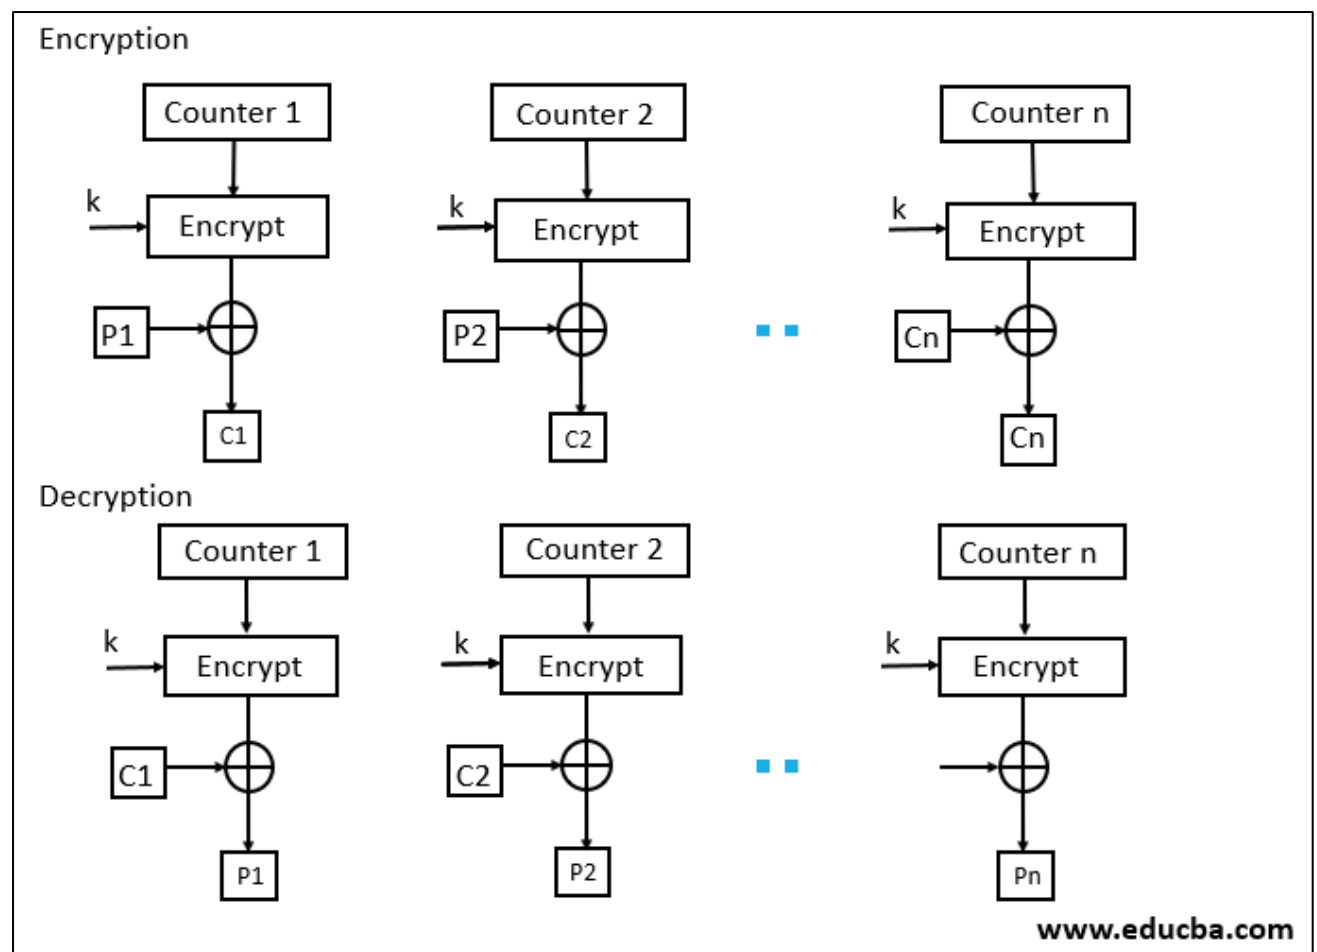 Encryption
Counter 1 Counter 2 Counter n
k k k
Encrypt Encrypt Encrypt
P1 P2 Cn
C1 C2 Cn
Decryption
Counter 1 Counter 2 Counter n
k k k
Encrypt Encrypt Encrypt
C1 C2
P1 P2 Pn
www.educba.com